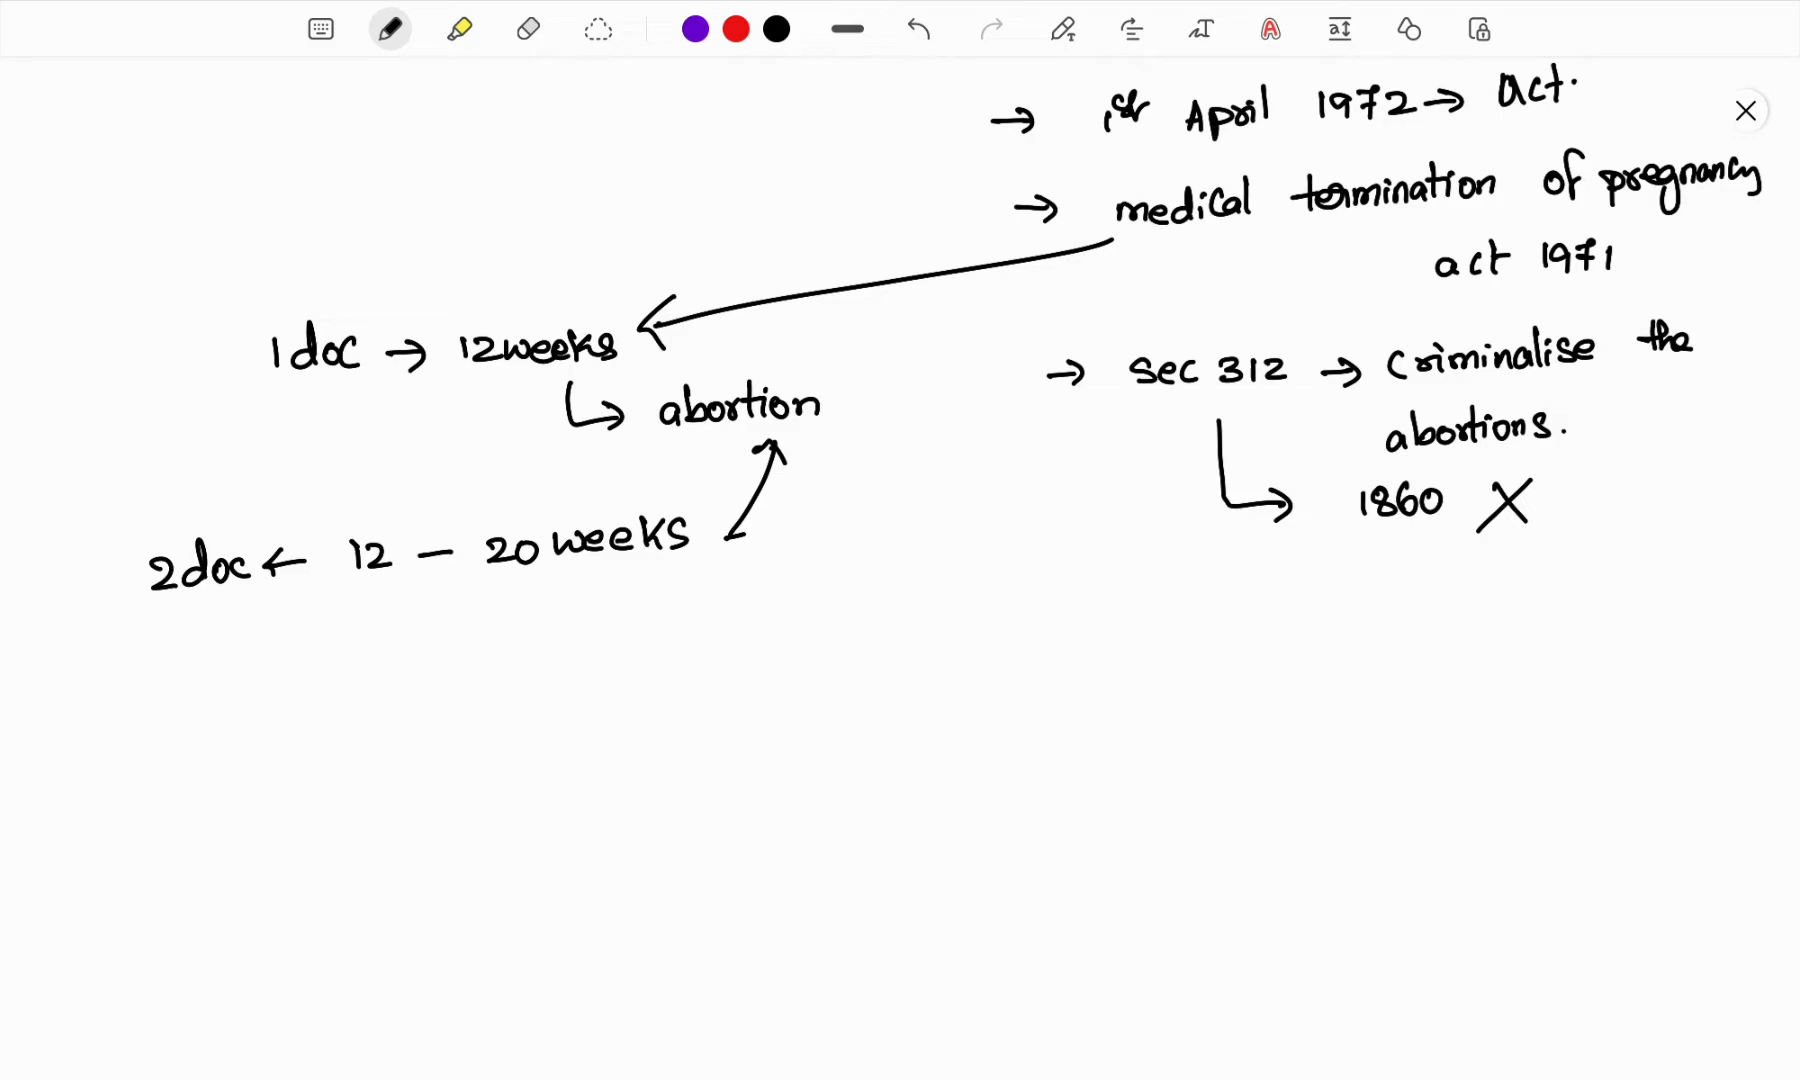 → 1st April 1972 → act.
→ medical termination of pregnancy
act 1971
1doc → 12weeks
abortion
→ sec 312 → criminalise the
abortions.
1860 X
2doc ← 12 - 20 weeks